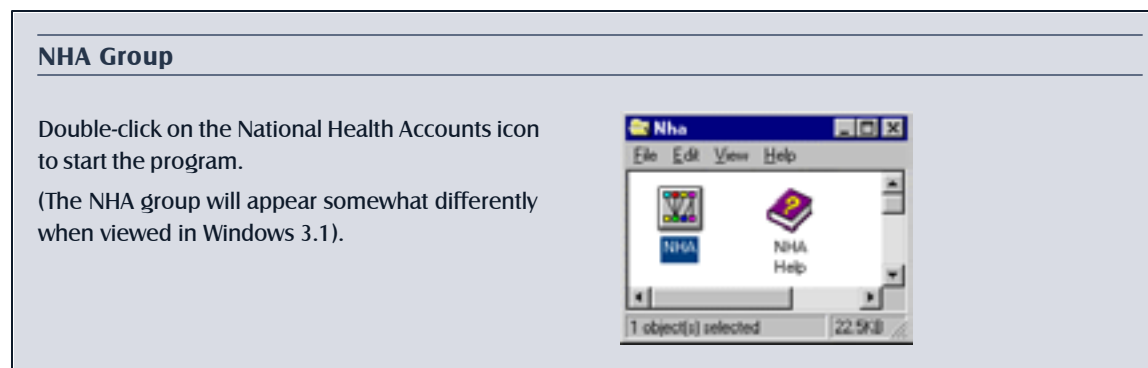 NHA Group
Double-click on the National Health Accounts icon
to start the program.
(The NHA group will appear somewhat differently
when viewed in Windows 3.1).
Nha
File Edit View Help
NHA
NHA
Help
1 object(s) selected
22.5KB